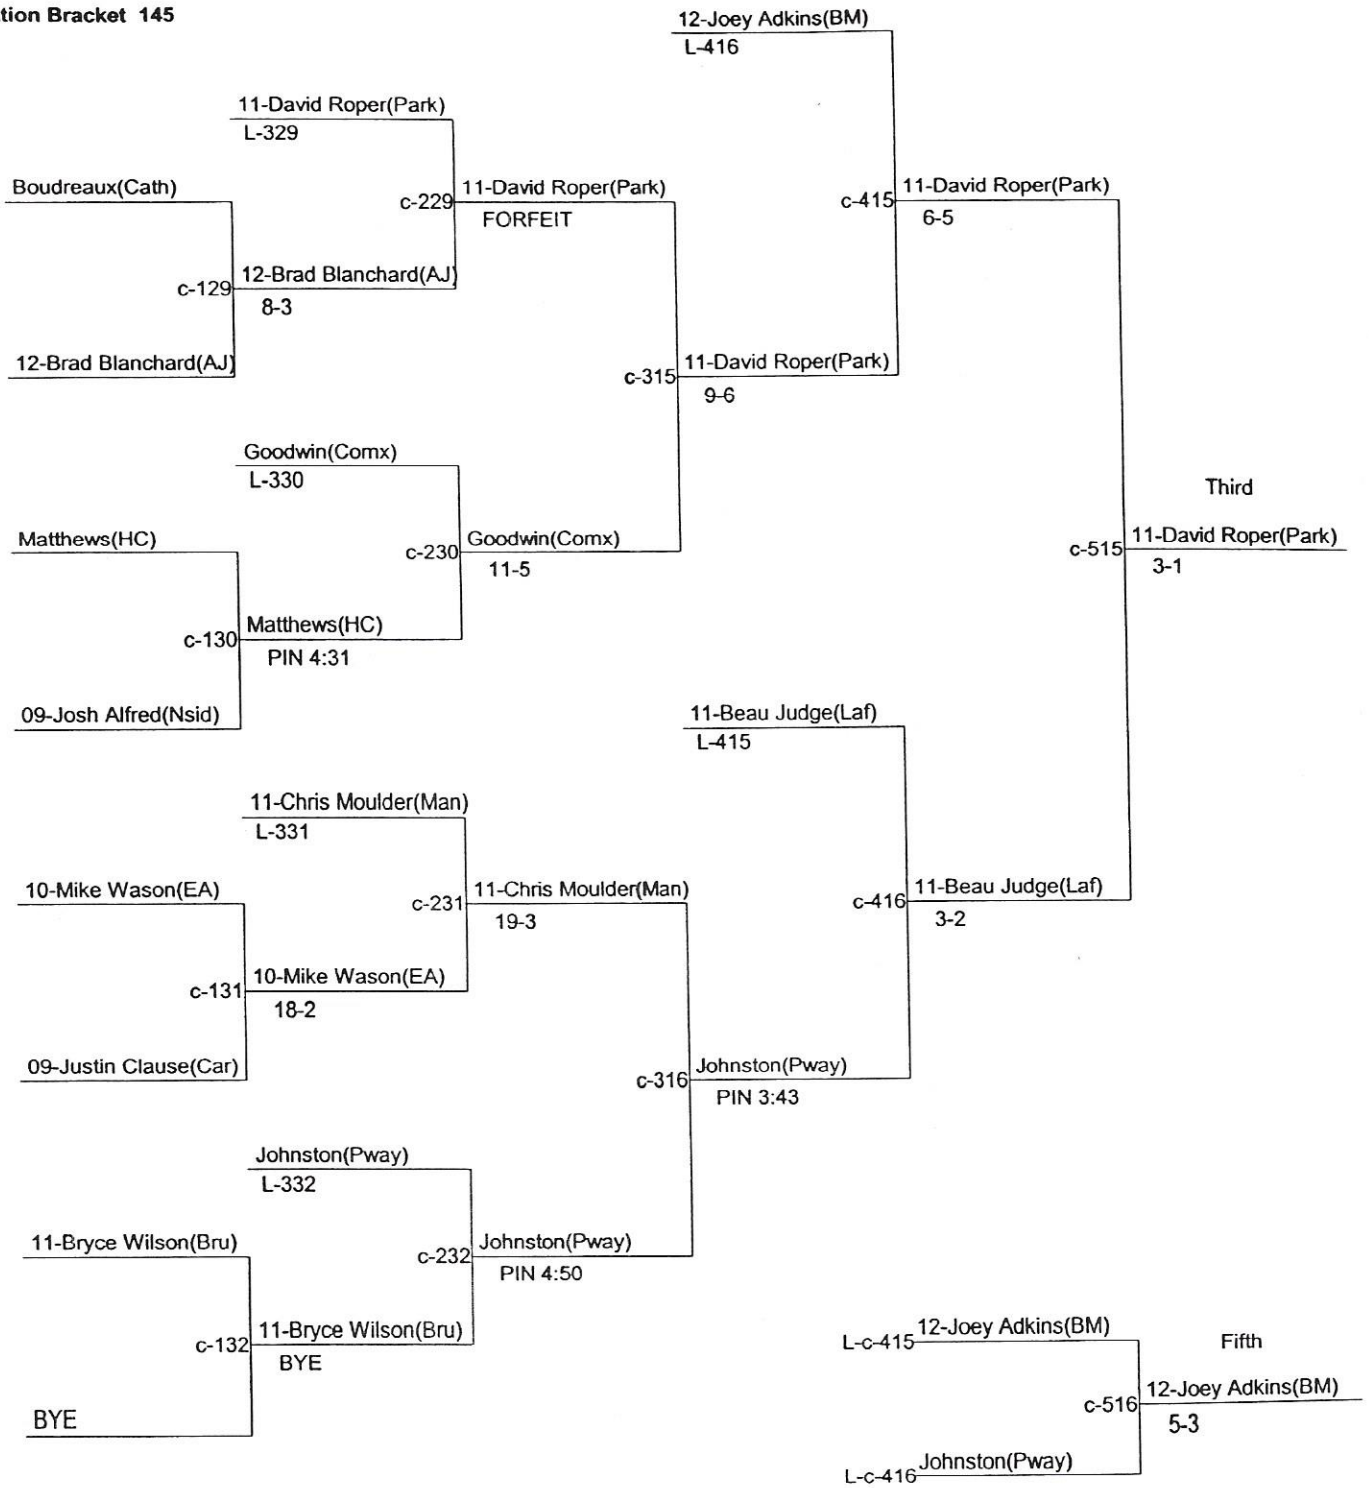 tion Bracket 145
12-Joey Adkins(BM)
L-416
11-David Roper(Park)
L-329
Boudreaux(Cath)
c-229
11-David Roper(Park)
FORFEIT
c-415
11-David Roper(Park)
6-5
c-129
12-Brad Blanchard(AJ)
8-3
12-Brad Blanchard(AJ)
c-315
11-David Roper(Park)
9-6
Goodwin(Comx)
L-330
Third
Matthews(HC)
c-230
Goodwin(Comx)
11-5
c-515
11-David Roper(Park)
3-1
c-130
Matthews(HC)
PIN 4:31
09-Josh Alfred(Nsid)
11-Beau Judge(Laf)
L-415
11-Chris Moulder(Man)
L-331
10-Mike Wason(EA)
c-231
11-Chris Moulder(Man)
19-3
c-416
11-Beau Judge(Laf)
3-2
c-131
10-Mike Wason(EA)
18-2
09-Justin Clause(Car)
c-316
Johnston(Pway)
PIN 3:43
Johnston(Pway)
L-332
11-Bryce Wilson(Bru)
c-232
Johnston(Pway)
PIN 4:50
c-132
11-Bryce Wilson(Bru)
BYE
BYE
L-c-415
12-Joey Adkins(BM)
Fifth
c-516
12-Joey Adkins(BM)
5-3
L-c-416
Johnston(Pway)